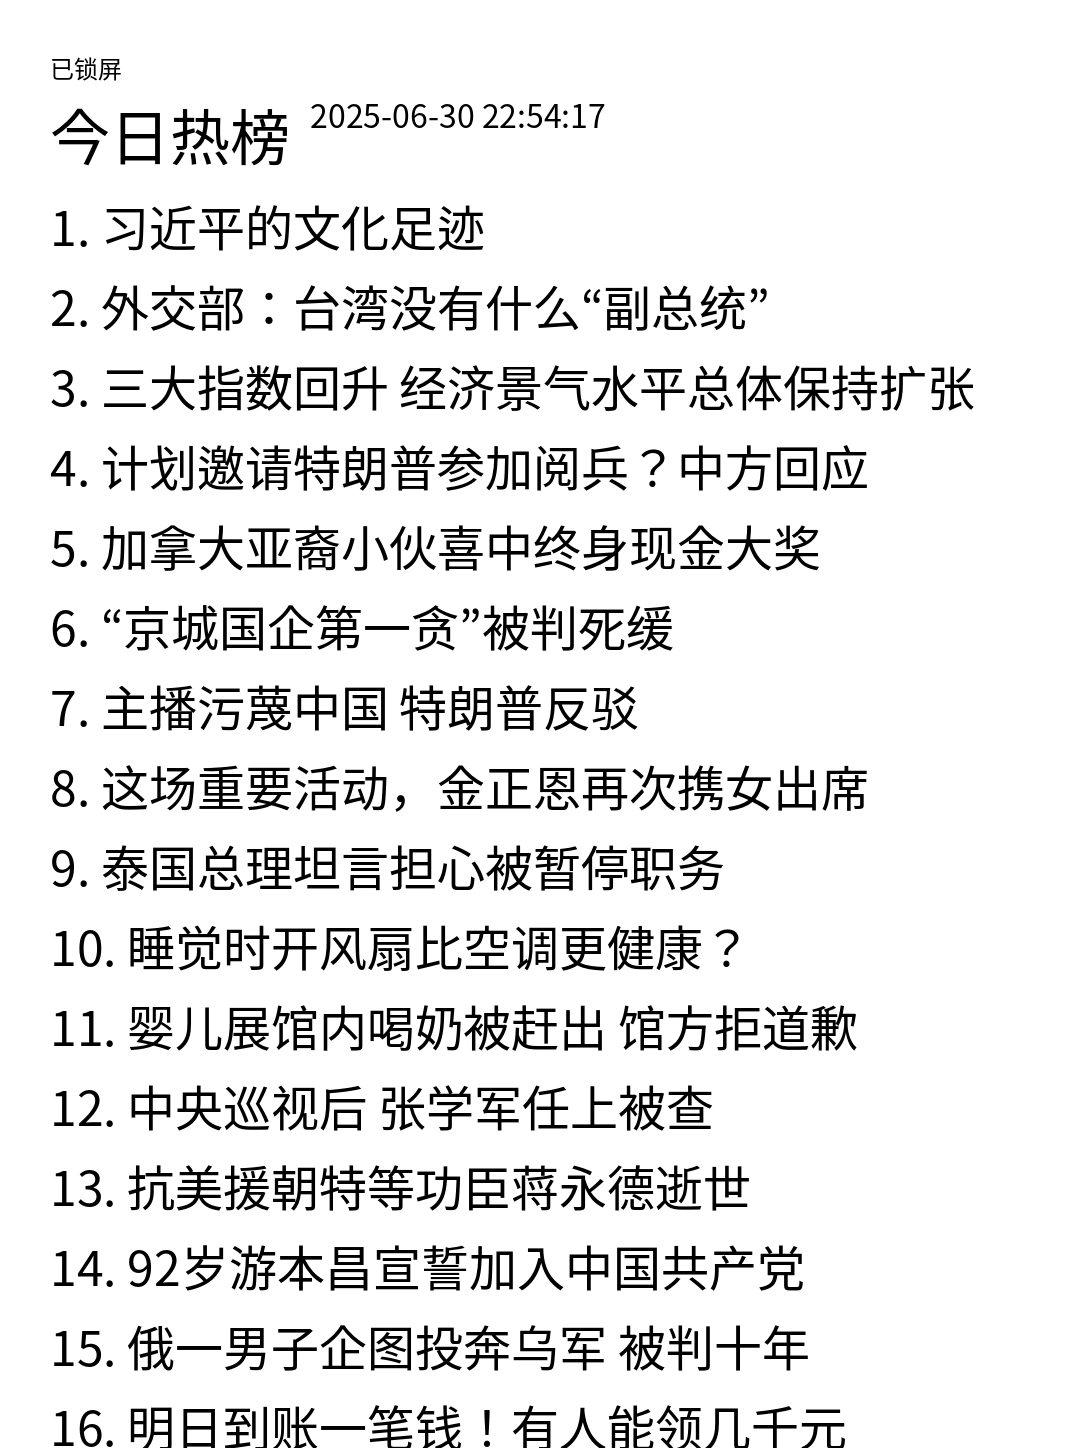 已锁屏
今日热榜 2025-06-30 22:54:17
1. 习近平的文化足迹
2. 外交部：台湾没有什么“副总统”
3. 三大指数回升 经济景气水平总体保持扩张
4. 计划邀请特朗普参加阅兵？中方回应
5. 加拿大亚裔小伙喜中终身现金大奖
6. “京城国企第一贪”被判死缓
7. 主播污蔑中国 特朗普反驳
8. 这场重要活动，金正恩再次携女出席
9. 泰国总理坦言担心被暂停职务
10. 睡觉时开风扇比空调更健康？
11. 婴儿展馆内喝奶被赶出 馆方拒道歉
12. 中央巡视后 张学军任上被查
13. 抗美援朝特等功臣蒋永德逝世
14. 92岁游本昌宣誓加入中国共产党
15. 俄一男子企图投奔乌军 被判十年
16. 明日到账一笔钱！有人能领几千元